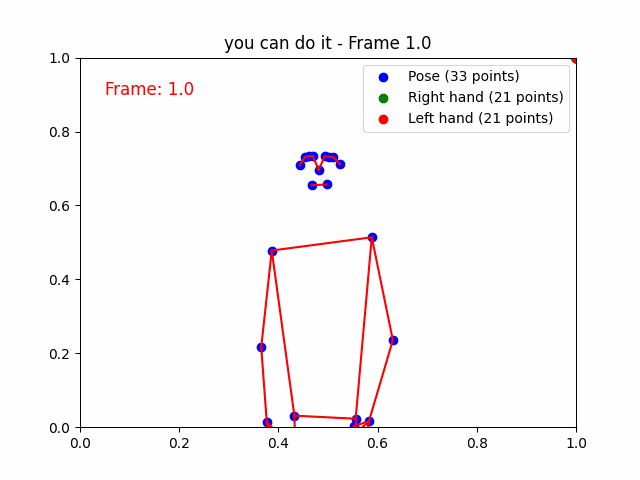 you can do it - Frame 1.0
Frame: 1.0
Pose (33 points)
Right hand (21 points)
Left hand (21 points)
1.0
0.8
0.6
0.4
0.2
0.0
0.0 0.2 0.4 0.6 0.8 1.0